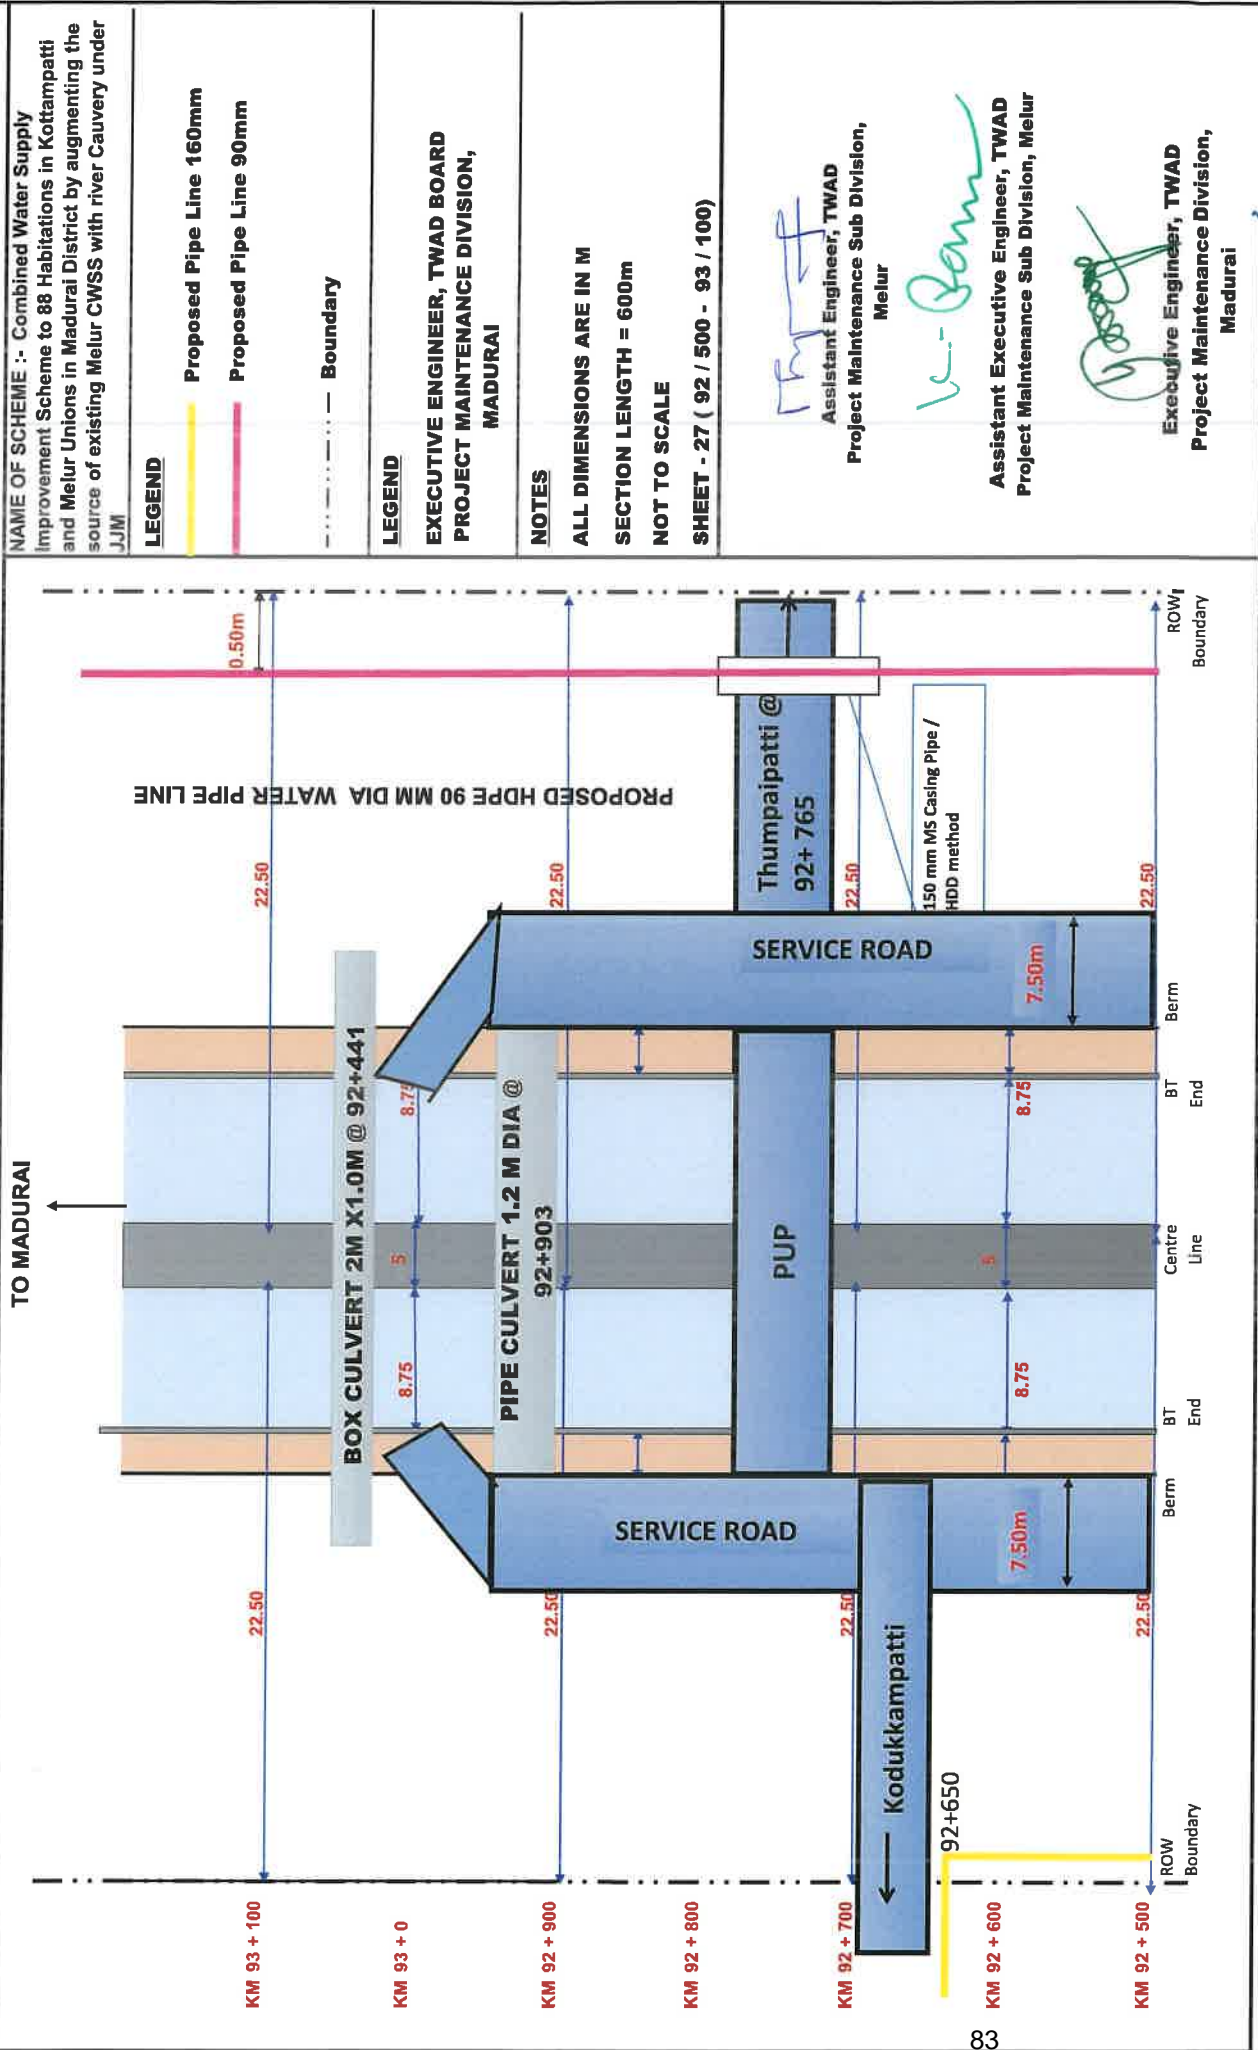 NAME OF SCHEME :- Combined Water Supply
Improvement Scheme to 88 Habitations in Kottampatti
and Melur Unions in Madurai District by augmenting the
source of existing Melur CWSS with river Cauvery under
JJM
LEGEND
Proposed Pipe Line 160mm
Proposed Pipe Line 90mm
Boundary
LEGEND
EXECUTIVE ENGINEER, TWAD BOARD
PROJECT MAINTENANCE DIVISION,
MADURAI
NOTES
ALL DIMENSIONS ARE IN M
SECTION LENGTH = 600m
NOT TO SCALE
SHEET - 27 ( 92 / 500 - 93 / 100)
Assistant Engineer, TWAD
Project Maintenance Sub Division,
Melur
Assistant Executive Engineer, TWAD
Project Maintenance Sub Division, Melur
Executive Engineer, TWAD
Project Maintenance Division,
Madurai
TO MADURAI
0.50m
PROPOSED HDPE 90 MM DIA WATER PIPE LINE
22.50
22.50
22.50
22.50
Thumpaipatti @
92+ 765
150 mm MS Casing Pipe /
HDD method
SERVICE ROAD
7.50m
BOX CULVERT 2M X1.0M @ 92+441
PIPE CULVERT 1.2 M DIA @
92+903
8.75
5
8.75
PUP
8.75
5
8.75
SERVICE ROAD
7.50m
22.50
22.50
22.50
22.50
Kodukkampatti
92+650
ROW
Boundary
Berm
BT
End
Centre
Line
BT
End
Berm
ROW
Boundary
KM 93 + 100
KM 93 + 0
KM 92 + 900
KM 92 + 800
KM 92 + 700
KM 92 + 600
KM 92 + 500
83